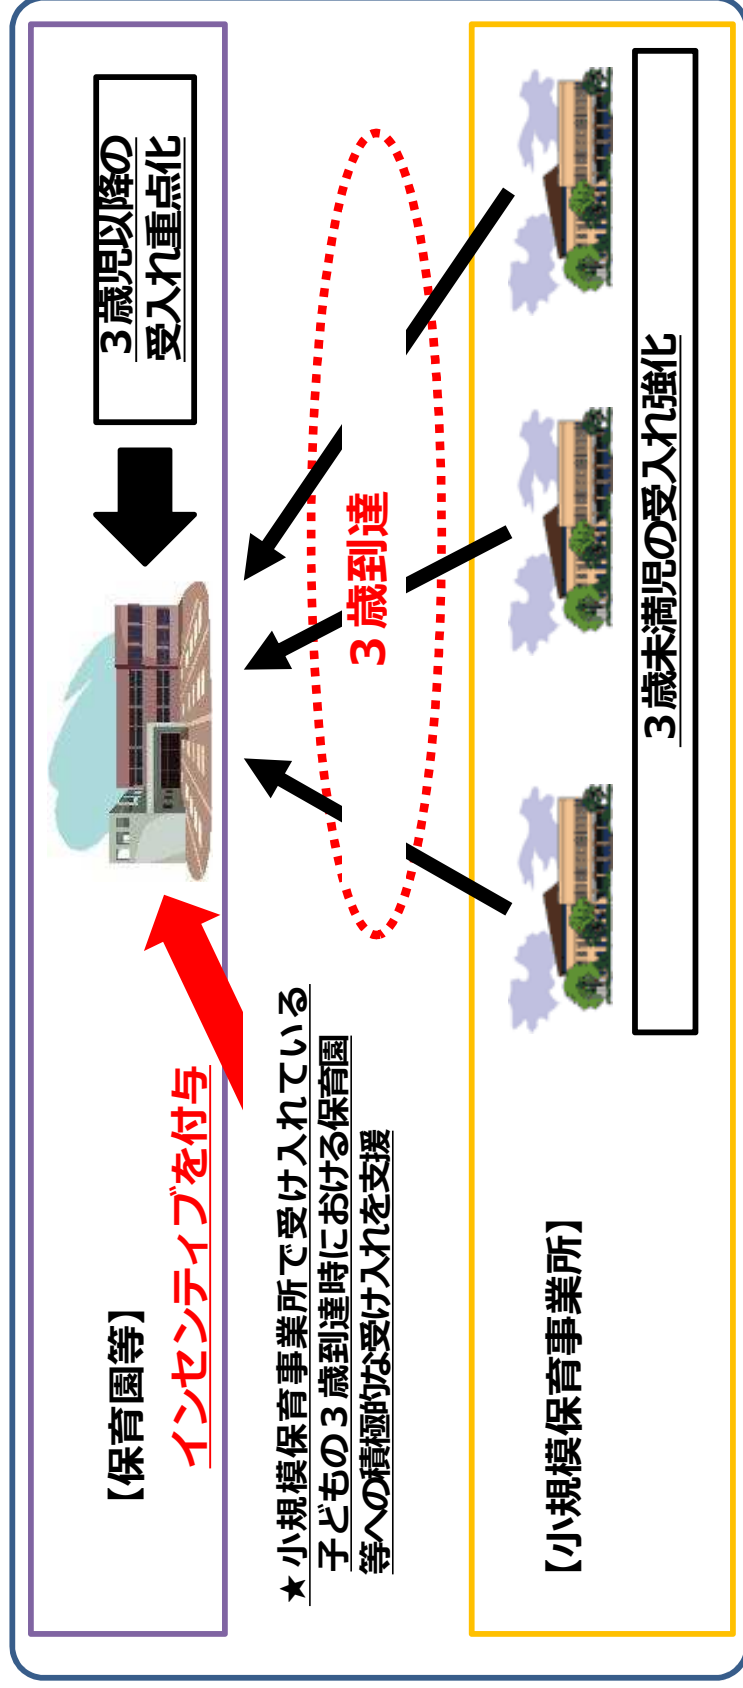 【保育園等】
インセンティブを付与
3歳児以降の
受入れ重点化
★小規模保育事業所で受け入れている
子どもの3歳到達時における保育園
等への積極的な受け入れを支援
3歳到達
【小規模保育事業所】
3歳未満児の受入れ強化